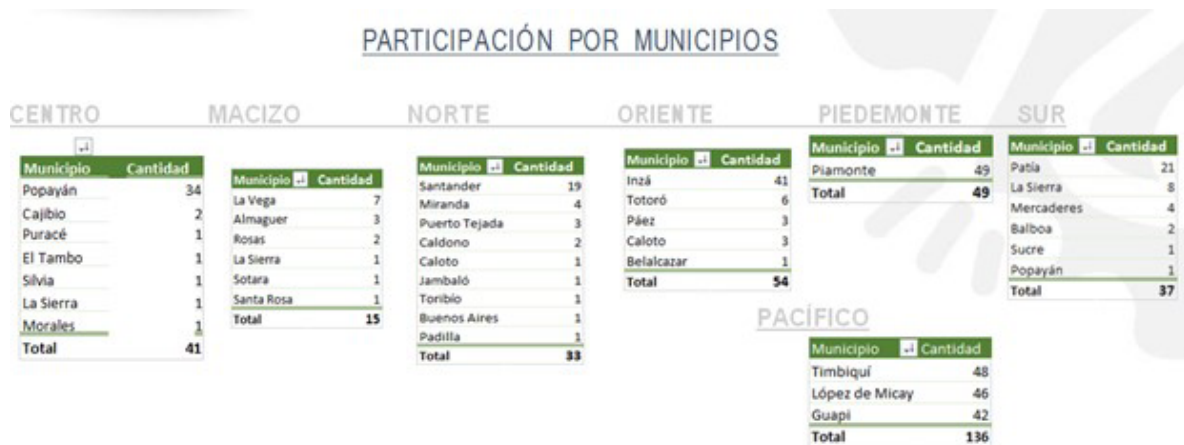 PARTICIPACIÓN POR MUNICIPIOS
CENTRO
Municipio Cantidad
Popayán 34
Cajibio 2
Puracé 1
El Tambo 1
Silvia 1
La Sierra 1
Morales 1
Total 41
MACIZO
Municipio Cantidad
La Vega 7
Almaguer 3
Rosas 2
La Sierra 1
Sotara 1
Santa Rosa 1
Total 15
NORTE
Municipio Cantidad
Santander 19
Miranda 4
Puerto Tejada 3
Caldono 2
Caloto 1
Jambaló 1
Toribio 1
Buenos Aires 1
Padilla 1
Total 33
ORIENTE
Municipio Cantidad
Inzá 41
Totoró 6
Páez 3
Caloto 3
Belalcazar 1
Total 54
PIEDEMONTE
Municipio Cantidad
Piamonte 49
Total 49
SUR
Municipio Cantidad
Patía 21
La Sierra 8
Mercaderes 4
Balboa 2
Sucre 1
Popayán 1
Total 37
PACÍFICO
Municipio Cantidad
Timbiquí 48
López de Micay 46
Guapi 42
Total 136